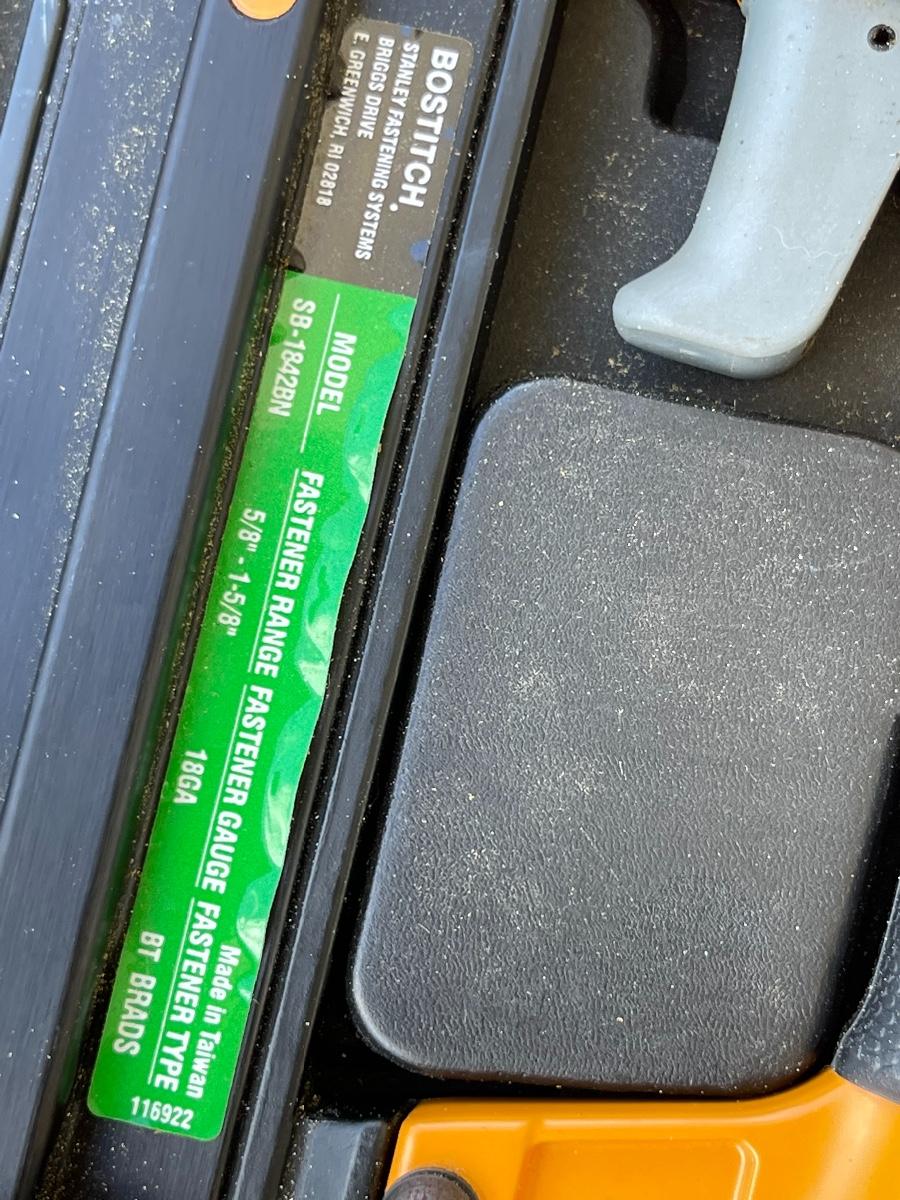 BOSTITCH.
STANLEY FASTENING SYSTEMS
BRIGGS DRIVE
E. GREENWICH, RI 02818
MODEL
SB-1842BN
FASTENER RANGE
5/8" - 1-5/8"
FASTENER GAUGE
18GA
Made in Taiwan
FASTENER TYPE
BT BRADS
116922